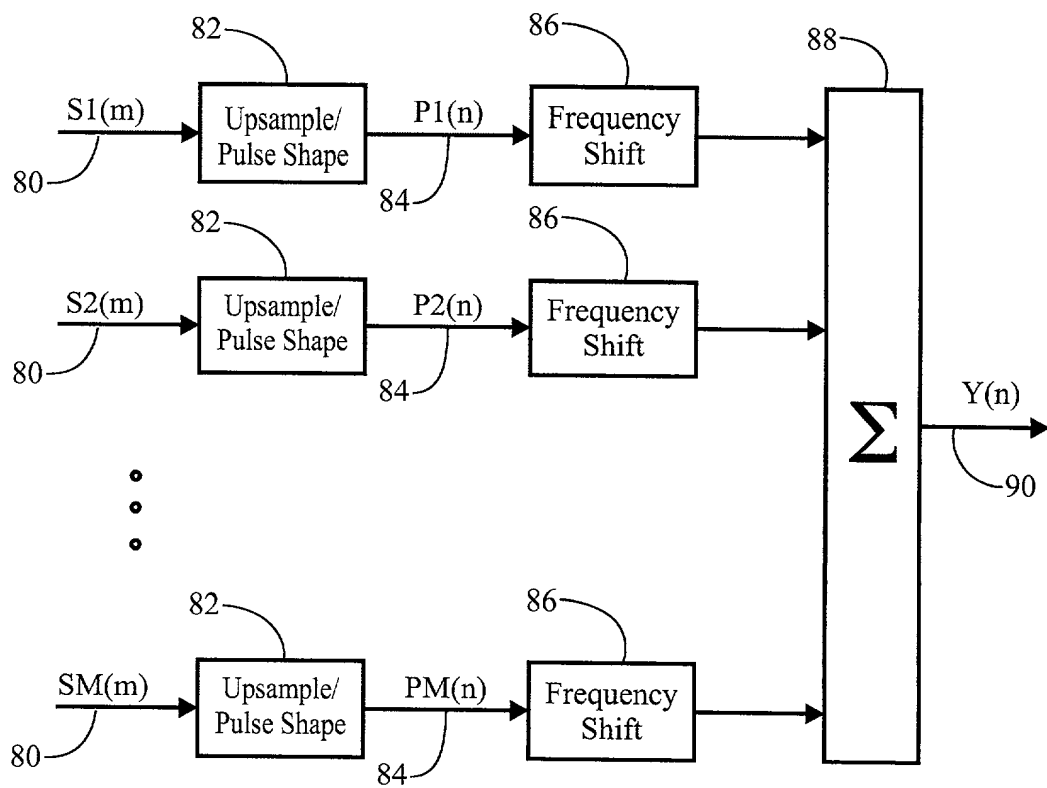 82
86
88
S1(m)
Upsample/
Pulse Shape
P1(n)
Frequency
Shift
80
84
82
86
S2(m)
Upsample/
Pulse Shape
P2(n)
Frequency
Shift
80
84
Σ
Y(n)
90
82
86
SM(m)
Upsample/
Pulse Shape
PM(n)
Frequency
Shift
80
84